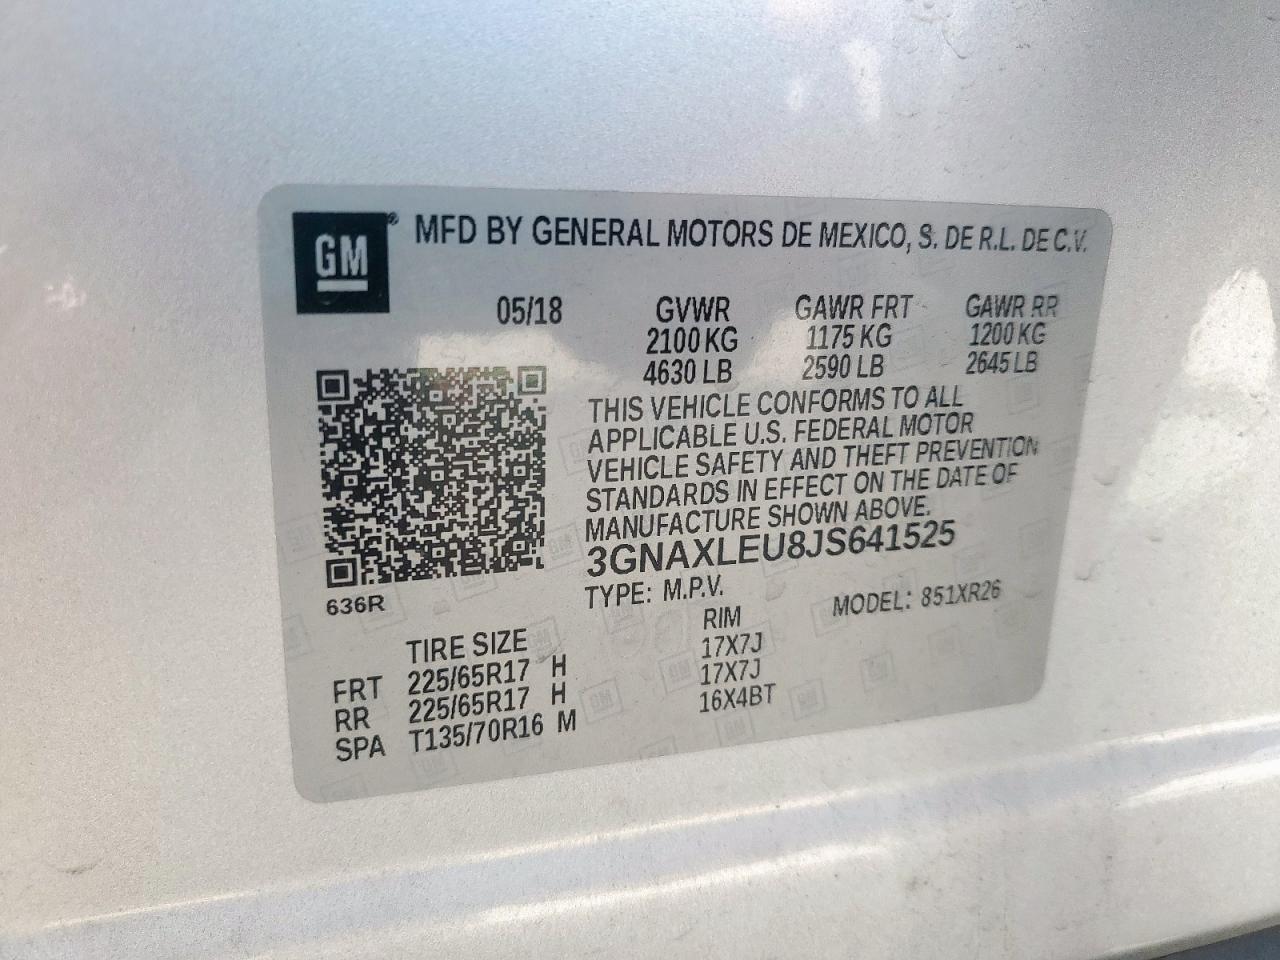 GM® MFD BY GENERAL MOTORS DE MEXICO, S. DE R.L. DE C.V.
05/18 GVWR GAWR FRT GAWR RR
2100 KG 1175 KG 1200 KG
4630 LB 2590 LB 2645 LB
THIS VEHICLE CONFORMS TO ALL
APPLICABLE U.S. FEDERAL MOTOR
VEHICLE SAFETY AND THEFT PREVENTION
STANDARDS IN EFFECT ON THE DATE OF
MANUFACTURE SHOWN ABOVE.
3GNAXLEU8JS641525
TYPE: M.P.V. MODEL: 851XR26
636R
TIRE SIZE RIM
FRT 225/65R17 H 17X7J
RR 225/65R17 H 17X7J
SPA T135/70R16 M 16X4BT